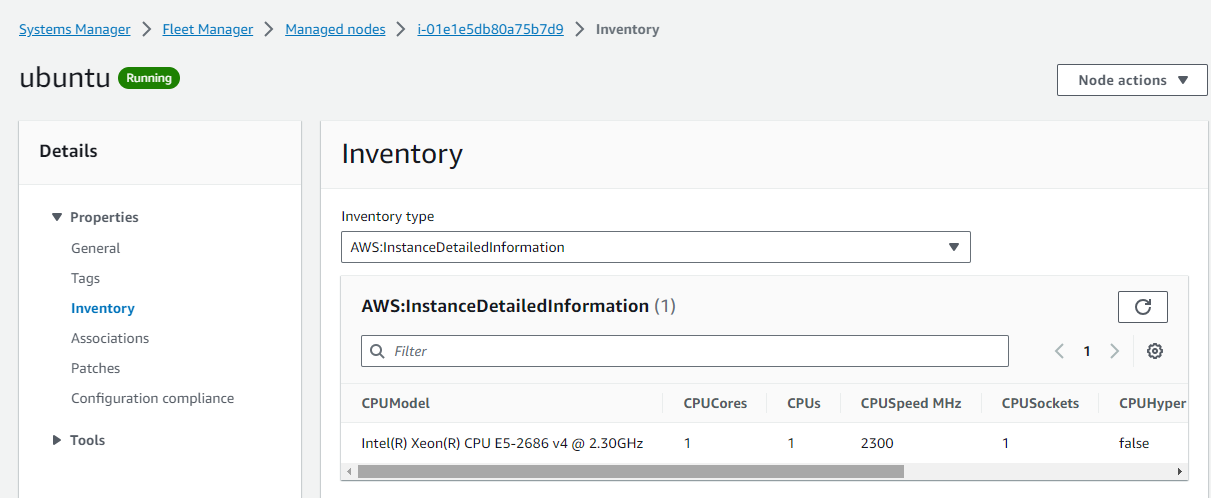 Systems Manager > Fleet Manager > Managed nodes > i-01e1e5db80a75b7d9 > Inventory
ubuntu Running
Node actions
Details
Properties
General
Tags
Inventory
Associations
Patches
Configuration compliance
Tools
Inventory
Inventory type
AWS:InstanceDetailedInformation
AWS:InstanceDetailedInformation (1)
Filter
1
CPUModel CPUCores CPUs CPUSpeed MHz CPUSockets CPUHyper
Intel(R) Xeon(R) CPU E5-2686 v4 @ 2.30GHz 1 1 2300 1 false